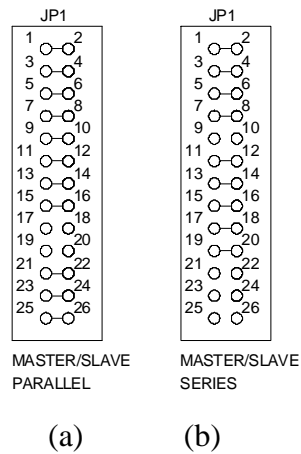 JP1 JP1
1 2 1 2
3 4 3 4
5 6 5 6
7 8 7 8
9 10 9 10
11 12 11 12
13 14 13 14
15 16 15 16
17 18 17 18
19 20 19 20
21 22 21 22
23 24 23 24
25 26 25 26
MASTER/SLAVE MASTER/SLAVE
PARALLEL SERIES
(a) (b)